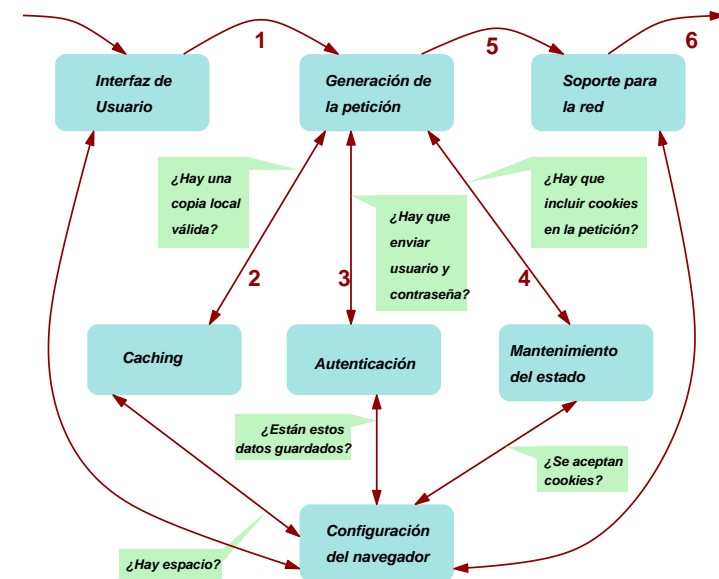 1
5
6
Interfaz de
Usuario
Generación de
la petición
Soporte para
la red
¿Hay una
copia local
válida?
¿Hay que
enviar
usuario y
contraseña?
¿Hay que
incluir cookies
en la petición?
2
3
4
Caching
Autenticación
Mantenimiento
del estado
¿Están estos
datos guardados?
¿Se aceptan
cookies?
¿Hay espacio?
Configuración
del navegador